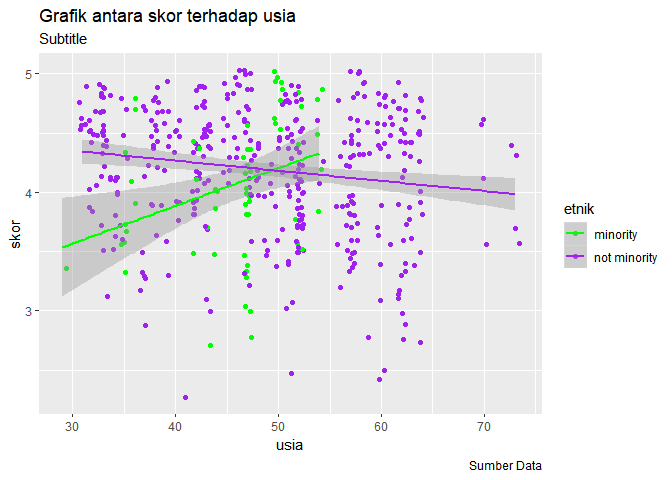 Grafik antara skor terhadap usia
Subtitle
5
4
3
skor
30 40 50 60 70
usia
etnik
minority
not minority
Sumber Data